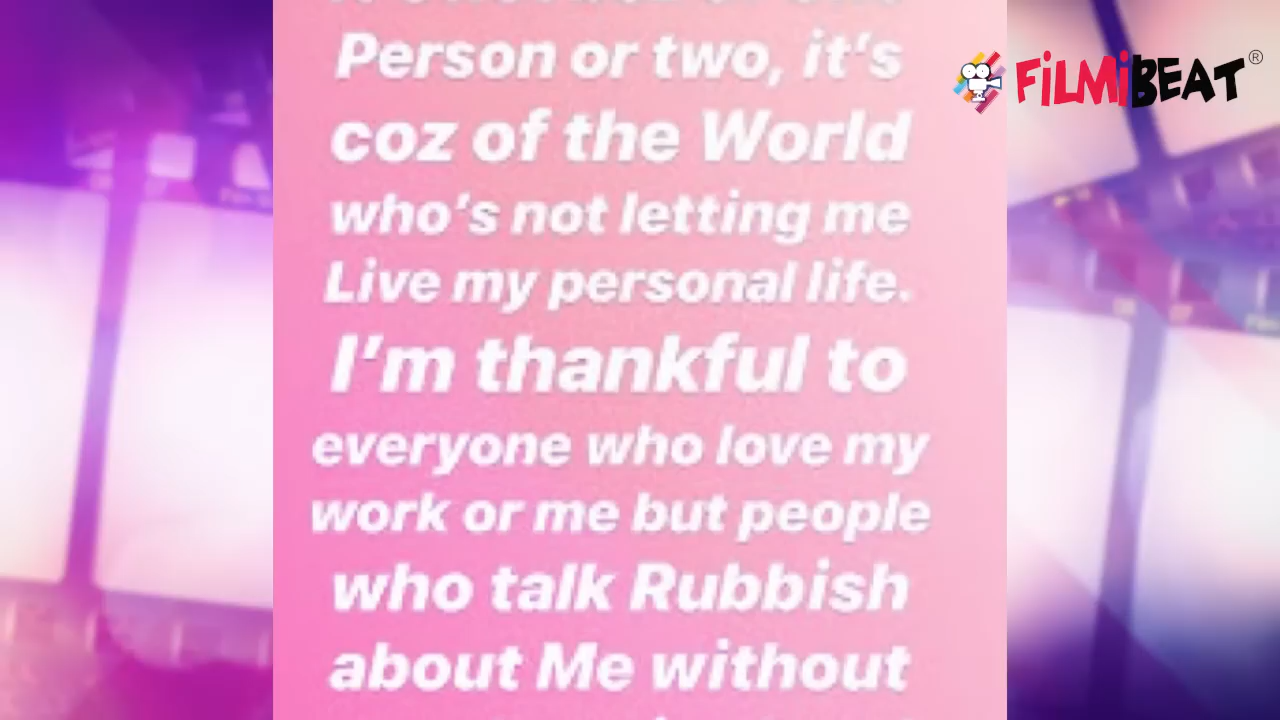 Person or two, it's
coz of the World
who's not letting me
Live my personal life.
I'm thankful to
everyone who love my
work or me but people
who talk Rubbish
about Me without
FiLMiBEAT®